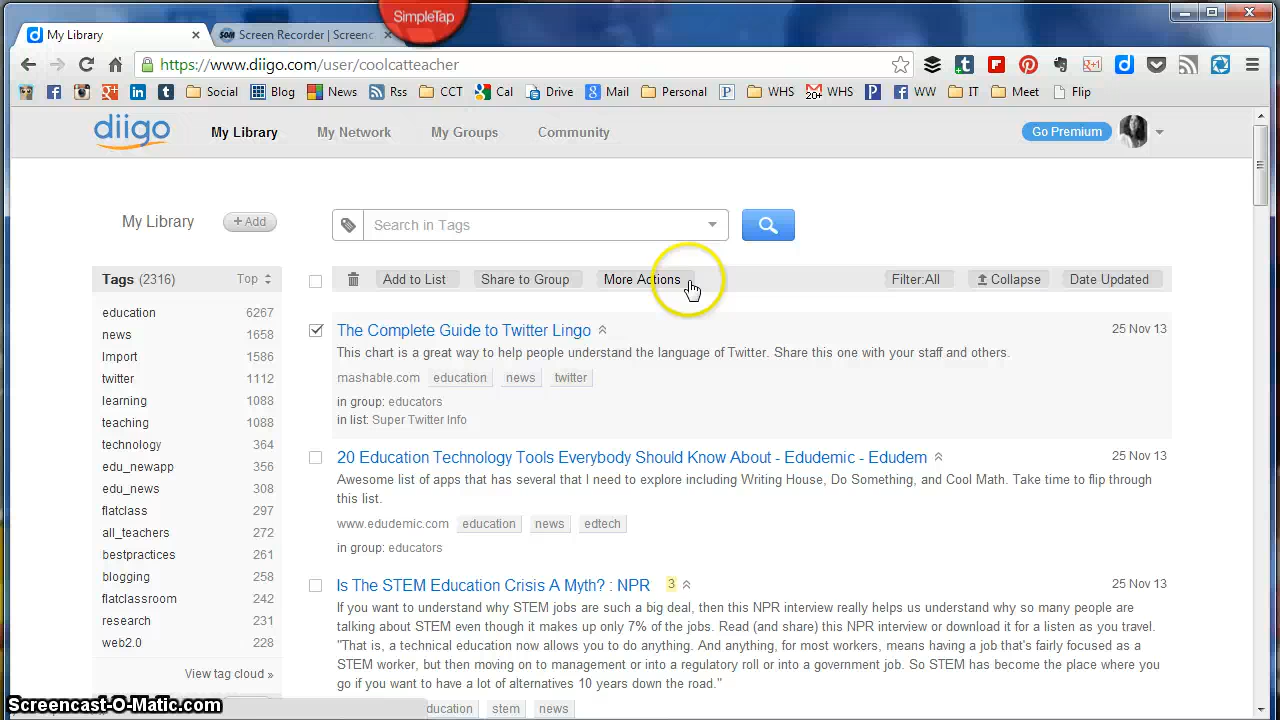 SimpleTap
My Library
Screen Recorder | Screenc
https://www.diigo.com/user/coolcatteacher
Social Blog News Rss CCT Cal Drive Mail Personal WHS 20+ WHS WW IT Meet Flip
diigo My Library My Network My Groups Community Go Premium
My Library + Add Search in Tags
Tags (2316) Top
Add to List Share to Group More Actions Filter:All Collapse Date Updated
education 6267
news 1658
Import 1586
twitter 1112
learning 1088
teaching 1088
technology 364
edu_newapp 356
edu_news 308
flatclass 297
all_teachers 272
bestpractices 261
blogging 258
flatclassroom 242
research 231
web2.0 228
View tag cloud »
The Complete Guide to Twitter Lingo 25 Nov 13
This chart is a great way to help people understand the language of Twitter. Share this one with your staff and others.
mashable.com education news twitter
in group: educators
in list: Super Twitter Info
20 Education Technology Tools Everybody Should Know About - Edudemic - Edudem 25 Nov 13
Awesome list of apps that has several that I need to explore including Writing House, Do Something, and Cool Math. Take time to flip through
this list.
www.edudemic.com education news edtech
in group: educators
Is The STEM Education Crisis A Myth? : NPR 3 25 Nov 13
If you want to understand why STEM jobs are such a big deal, then this NPR interview really helps us understand why so many people are
talking about STEM even though it makes up only 7% of the jobs. Read (and share) this NPR interview or download it for a listen as you travel.
"That is, a technical education now allows you to do anything. And anything, for most workers, means having a job that's fairly focused as a
STEM worker, but then moving on to management or into a regulatory roll or into a government job. So STEM has become the place where you
go if you want to have a lot of alternatives 10 years down the road."
ducation stem news
Screencast-O-Matic.com